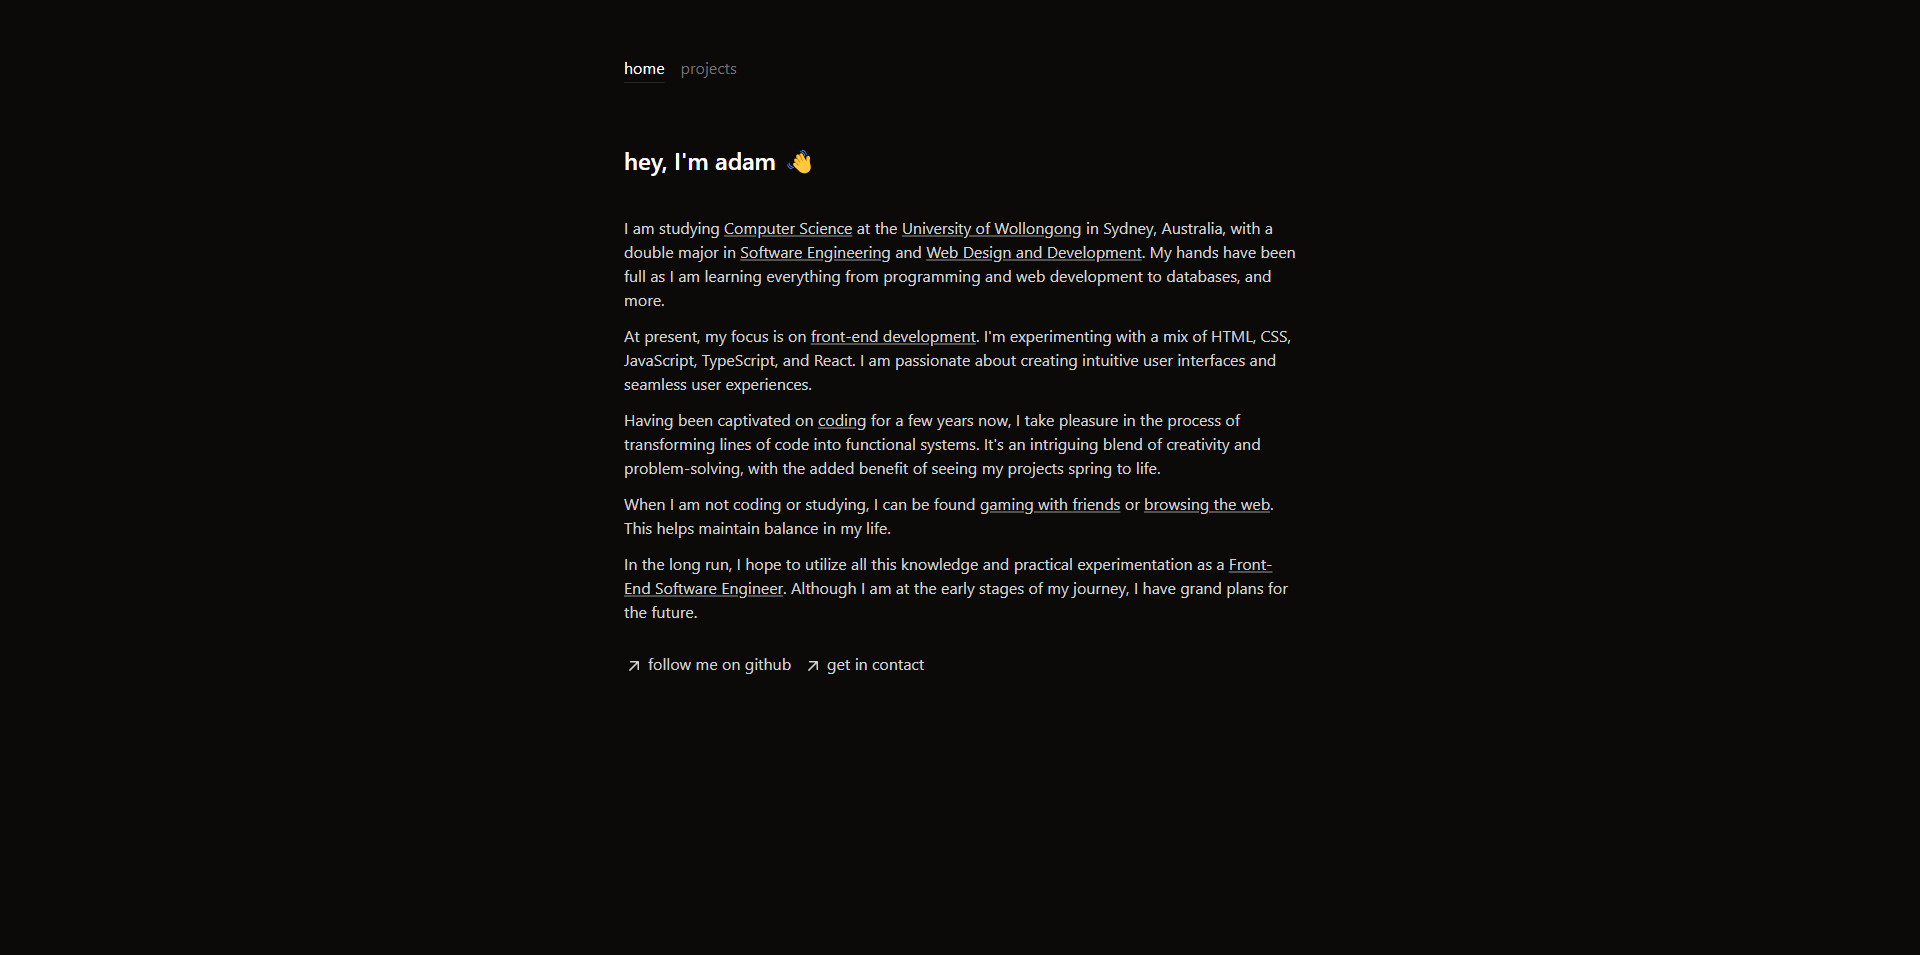 home projects
hey, I'm adam 👋
I am studying Computer Science at the University of Wollongong in Sydney, Australia, with a
double major in Software Engineering and Web Design and Development. My hands have been
full as I am learning everything from programming and web development to databases, and
more.
At present, my focus is on front-end development. I'm experimenting with a mix of HTML, CSS,
JavaScript, TypeScript, and React. I am passionate about creating intuitive user interfaces and
seamless user experiences.
Having been captivated on coding for a few years now, I take pleasure in the process of
transforming lines of code into functional systems. It's an intriguing blend of creativity and
problem-solving, with the added benefit of seeing my projects spring to life.
When I am not coding or studying, I can be found gaming with friends or browsing the web.
This helps maintain balance in my life.
In the long run, I hope to utilize all this knowledge and practical experimentation as a Front-
End Software Engineer. Although I am at the early stages of my journey, I have grand plans for
the future.
follow me on github get in contact